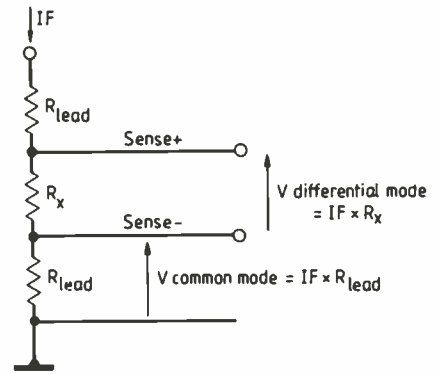 IF
Rlead
Sense+
Rx
V differential mode
= IF × Rx
Sense-
Rlead
V common mode = IF × Rlead